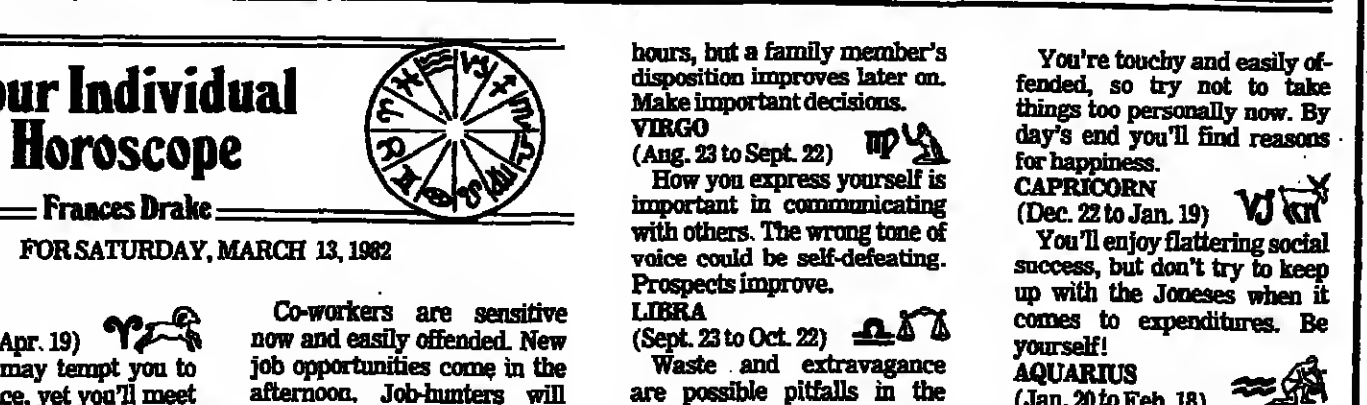 our Individual
Horoscope
Frances Drake
FOR SATURDAY, MARCH 13, 1982
Apr. 19)
may tempt you to
yet you'll meet
Co-workers are sensitive
now and easily offended. New
job opportunities come in the
afternoon. Job-hunters will
hours, but a family member's
disposition improves later on.
Make important decisions.
VIRGO
(Aug. 23 to Sept. 22)
How you express yourself is
important in communicating
with others. The wrong tone of
voice could be self-defeating.
Prospects improve.
LIBRA
(Sept. 23 to Oct. 22)
Waste and extravagance
are possible pitfalls in the
You're touchy and easily of-
fended, so try not to take
things too personally now. By
day's end you'll find reasons
for happiness.
CAPRICORN
(Dec. 22 to Jan. 19)
You'll enjoy flattering social
success, but don't try to keep
up with the Joneses when it
comes to expenditures. Be
yourself!
AQUARIUS
(Jan. 20 to Feb. 18)